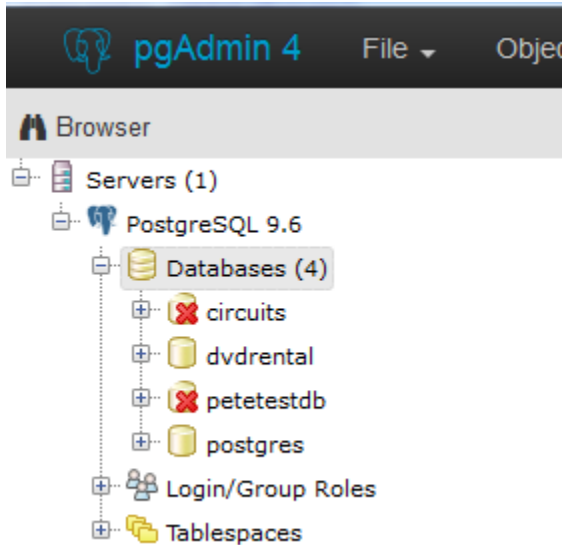 pgAdmin 4 File Objec
Browser
Servers (1)
PostgreSQL 9.6
Databases (4)
circuits
dvdrental
petetestdb
postgres
Login/Group Roles
Tablespaces